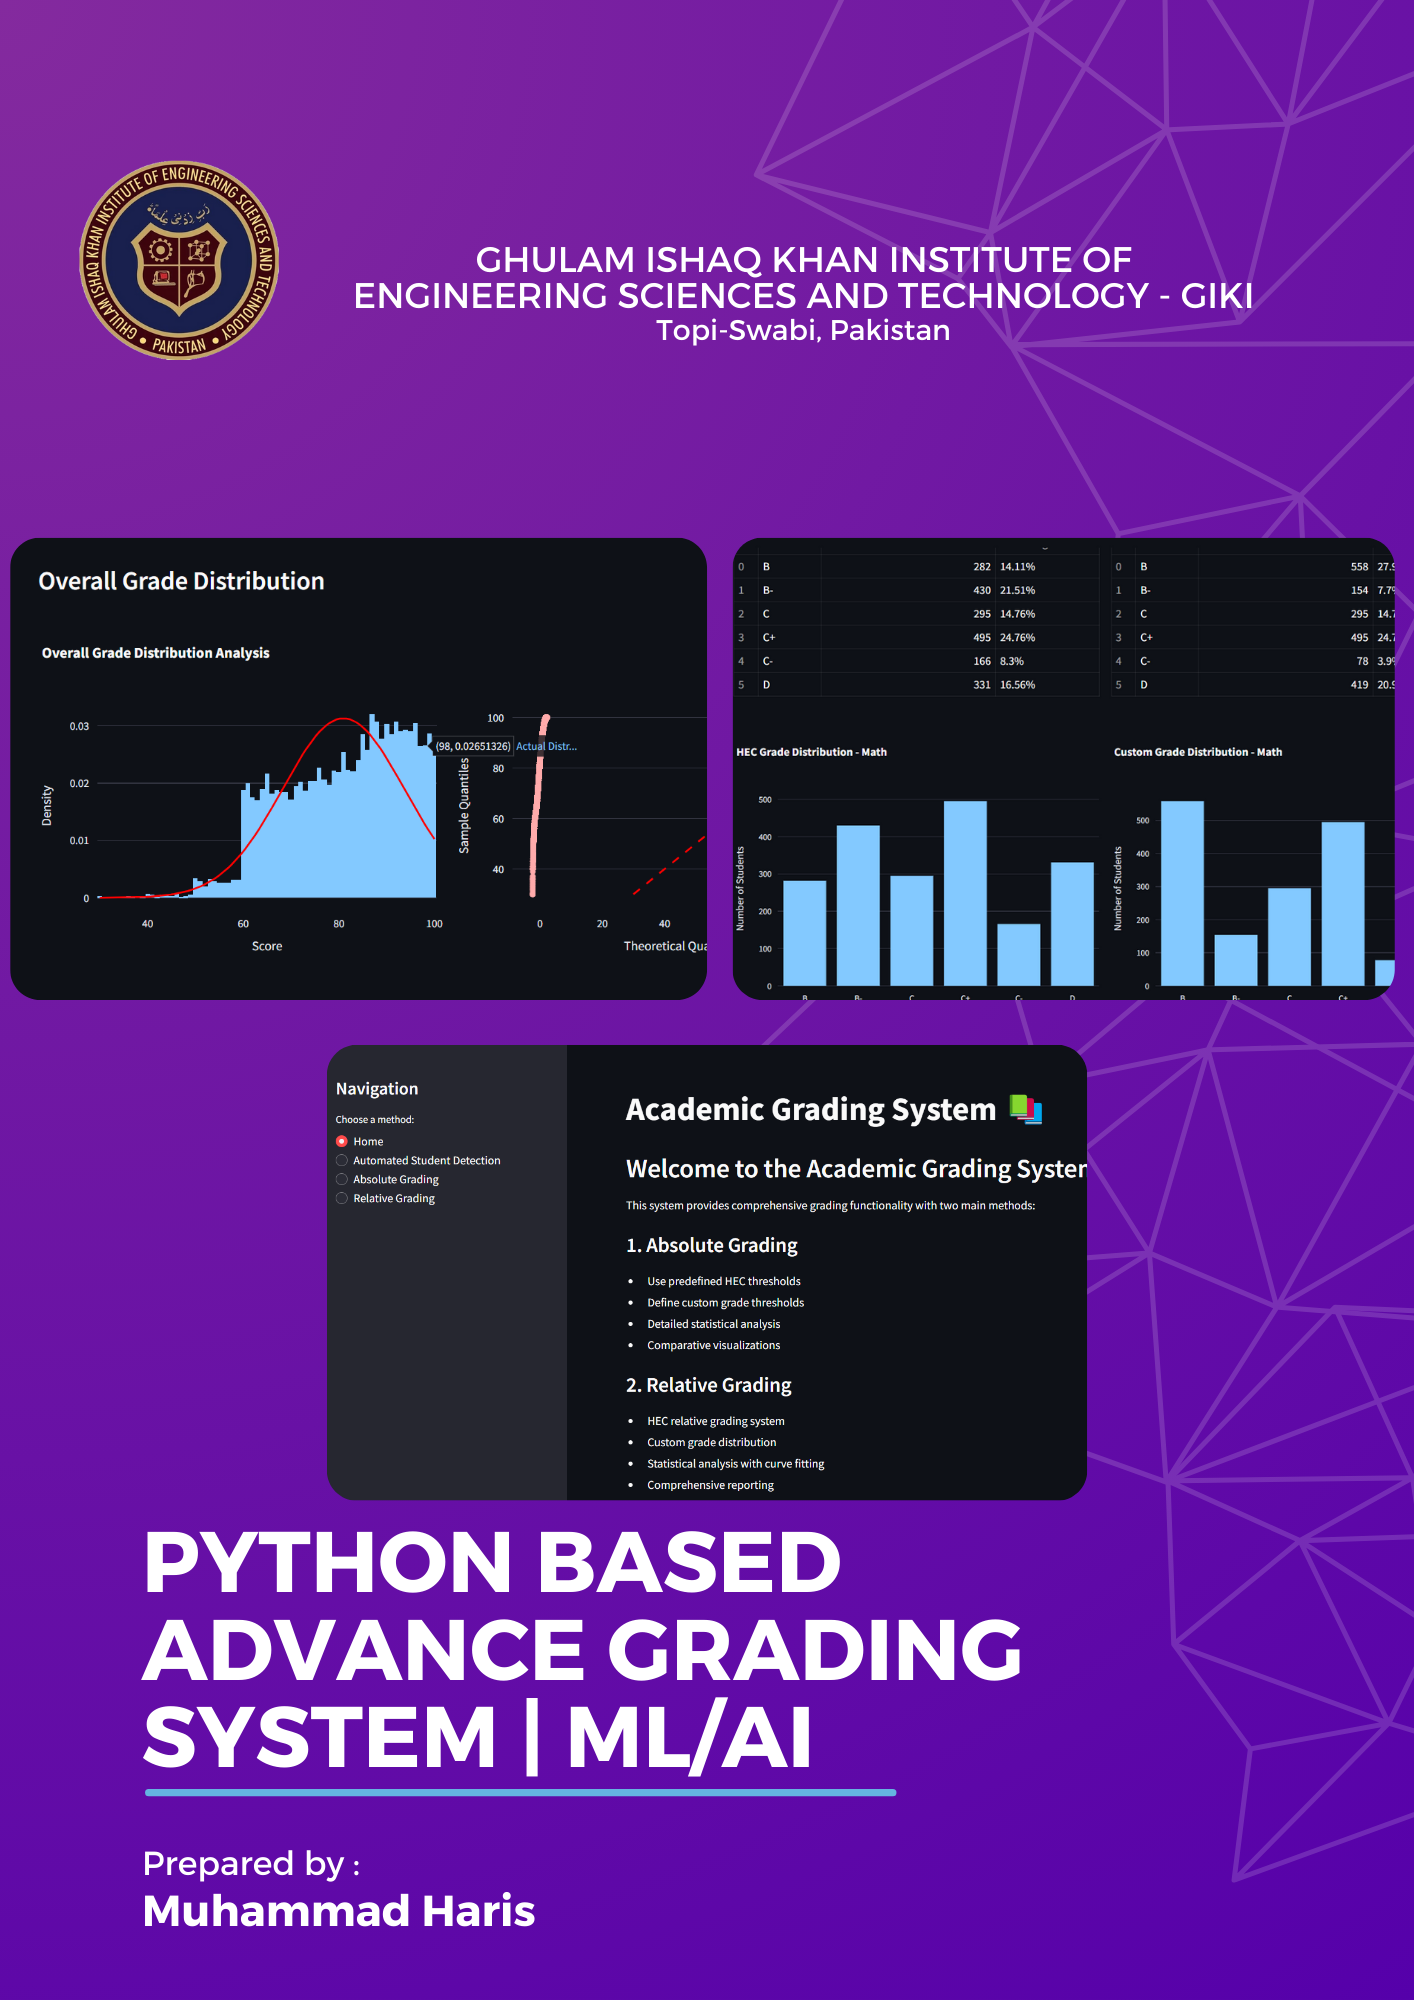 GHULAM ISHAQ KHAN INSTITUTE OF ENGINEERING SCIENCES AND TECHNOLOGY
• PAKISTAN •
GHULAM ISHAQ KHAN INSTITUTE OF
ENGINEERING SCIENCES AND TECHNOLOGY - GIKI
Topi-Swabi, Pakistan
Overall Grade Distribution
Overall Grade Distribution Analysis
0.03
0.02
0.01
0
Density
40 60 80 100
Score
(98, 0.02651326) Actual Distr...
100
80
60
40
Sample Quantiles
0 20 40
Theoretical Qua
0 B 282 14.11%
1 B- 430 21.51%
2 C 295 14.76%
3 C+ 495 24.76%
4 C- 166 8.3%
5 D 331 16.56%
0 B 558 27.9
1 B- 154 7.7%
2 C 295 14.7
3 C+ 495 24.7
4 C- 78 3.9%
5 D 419 20.9
HEC Grade Distribution - Math
500
400
300
200
100
0
Number of Students
B B- C C+ C- D
Custom Grade Distribution - Math
500
400
300
200
100
0
Number of Students
B B- C C+
Navigation
Choose a method:
Home
Automated Student Detection
Absolute Grading
Relative Grading
Academic Grading System
Welcome to the Academic Grading System
This system provides comprehensive grading functionality with two main methods:
1. Absolute Grading
• Use predefined HEC thresholds
• Define custom grade thresholds
• Detailed statistical analysis
• Comparative visualizations
2. Relative Grading
• HEC relative grading system
• Custom grade distribution
• Statistical analysis with curve fitting
• Comprehensive reporting
PYTHON BASED
ADVANCE GRADING
SYSTEM | ML/AI
Prepared by :
Muhammad Haris